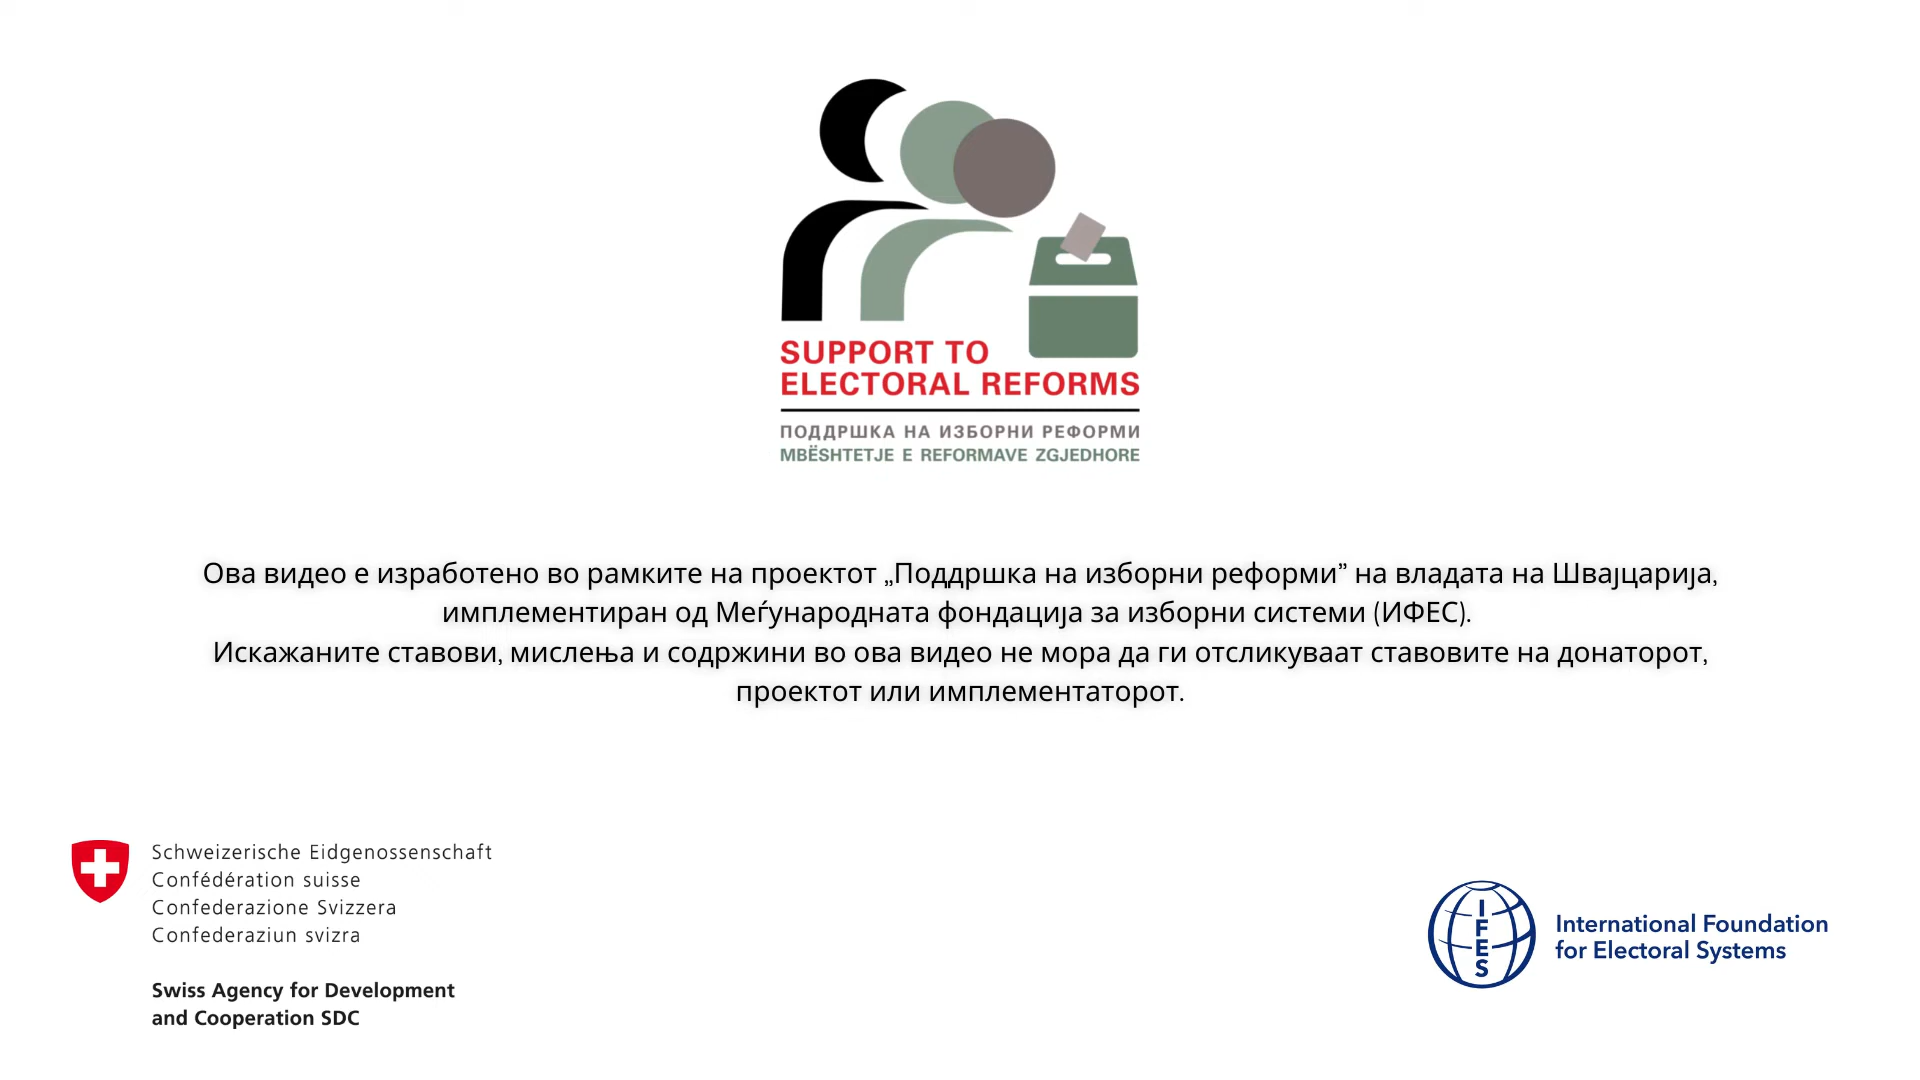 SUPPORT TO
ELECTORAL REFORMS
ПОДДРШКА НА ИЗБОРНИ РЕФОРМИ
MBËSHTETJE E REFORMAVE ZGJEDHORE
Ова видео е изработено во рамките на проектот „Поддршка на изборни реформи” на владата на Швајцарија,
имплементиран од Меѓународната фондација за изборни системи (ИФЕС).
Искажаните ставови, мислења и содржини во ова видео не мора да ги отсликуваат ставовите на донаторот,
проектот или имплементаторот.
Schweizerische Eidgenossenschaft
Confédération suisse
Confederazione Svizzera
Confederaziun svizra
Swiss Agency for Development
and Cooperation SDC
IFES
International Foundation
for Electoral Systems